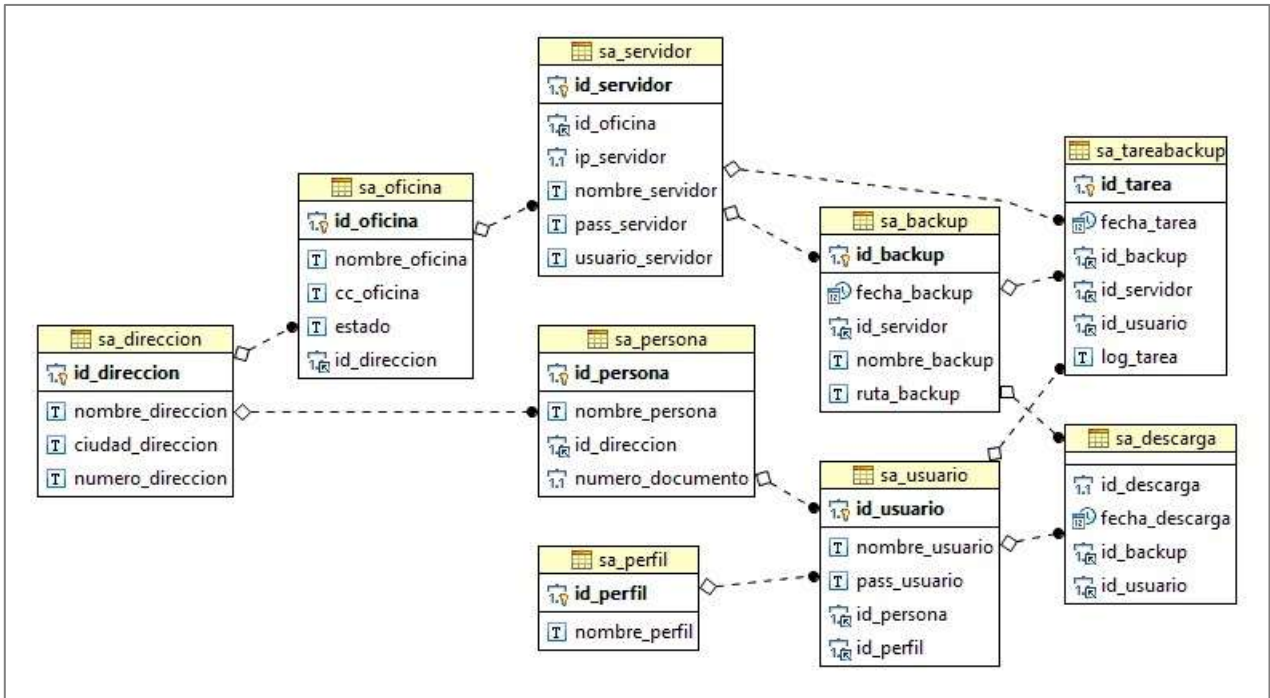 sa_servidor
id_servidor
id_oficina
ip_servidor
nombre_servidor
pass_servidor
usuario_servidor
sa_oficina
id_oficina
nombre_oficina
cc_oficina
estado
id_direccion
sa_direccion
id_direccion
nombre_direccion
ciudad_direccion
numero_direccion
sa_persona
id_persona
nombre_persona
id_direccion
numero_documento
sa_perfil
id_perfil
nombre_perfil
sa_backup
id_backup
fecha_backup
id_servidor
nombre_backup
ruta_backup
sa_usuario
id_usuario
nombre_usuario
pass_usuario
id_persona
id_perfil
sa_tareabackup
id_tarea
fecha_tarea
id_backup
id_servidor
id_usuario
log_tarea
sa_descarga
id_descarga
fecha_descarga
id_backup
id_usuario